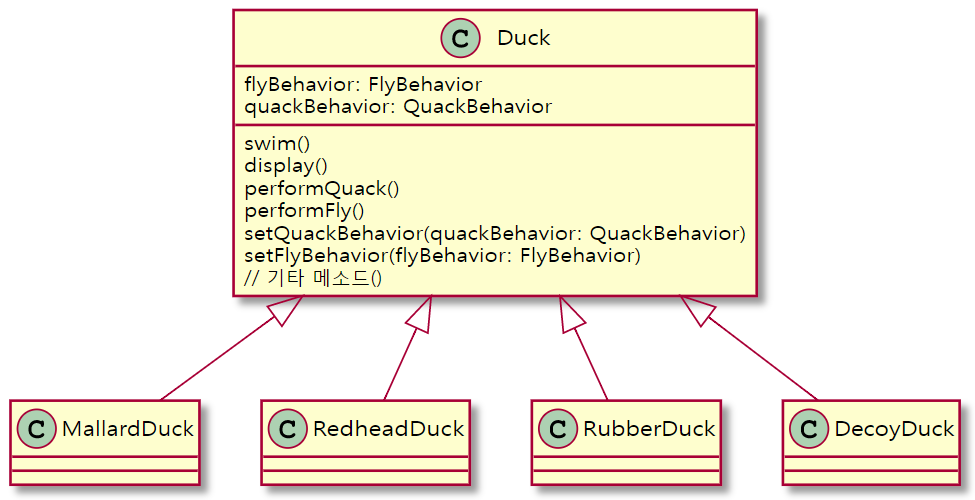 C Duck
flyBehavior: FlyBehavior
quackBehavior: QuackBehavior
swim()
display()
performQuack()
performFly()
setQuackBehavior(quackBehavior: QuackBehavior)
setFlyBehavior(flyBehavior: FlyBehavior)
// 기타 메소드()
C MallardDuck
C RedheadDuck
C RubberDuck
C DecoyDuck